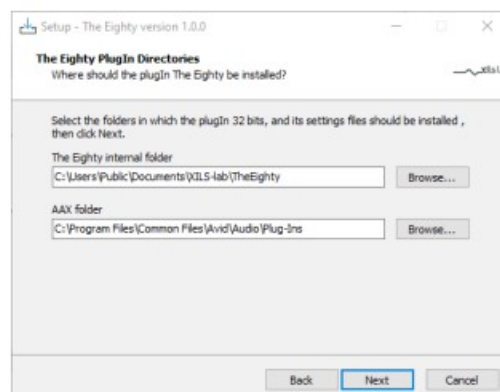 Setup - The Eighty version 1.0.0
The Eighty PlugIn Directories
Where should the plugIn The Eighty be installed?
Select the folders in which the plugIn 32 bits, and its settings files should be installed ,
then click Next.
The Eighty internal folder
C:\Users\Public\Documents\XILS-lab\TheEighty
Browse...
AAX folder
C:\Program Files\Common Files\Avid\Audio\Plug-Ins
Browse...
Back
Next
Cancel